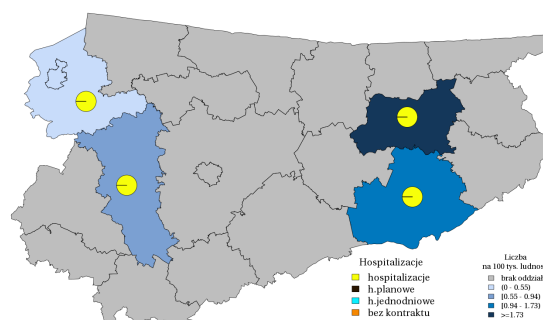 Hospitalizacje
hospitalizacje
h.planowe
h.jednodniowe
bez kontraktu
Liczba
na 100 tys. ludnoś
brak oddział
(0 - 0.55)
[0.55 - 0.94)
[0.94 - 1.73)
>=1.73